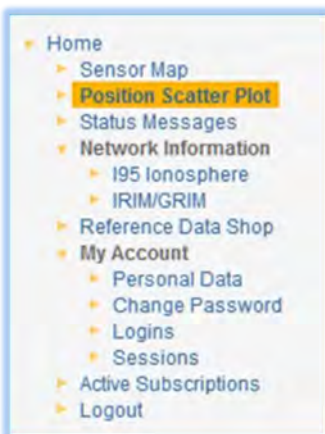 Home
Sensor Map
Position Scatter Plot
Status Messages
Network Information
I95 Ionosphere
IRIM/GRIM
Reference Data Shop
My Account
Personal Data
Change Password
Logins
Sessions
Active Subscriptions
Logout